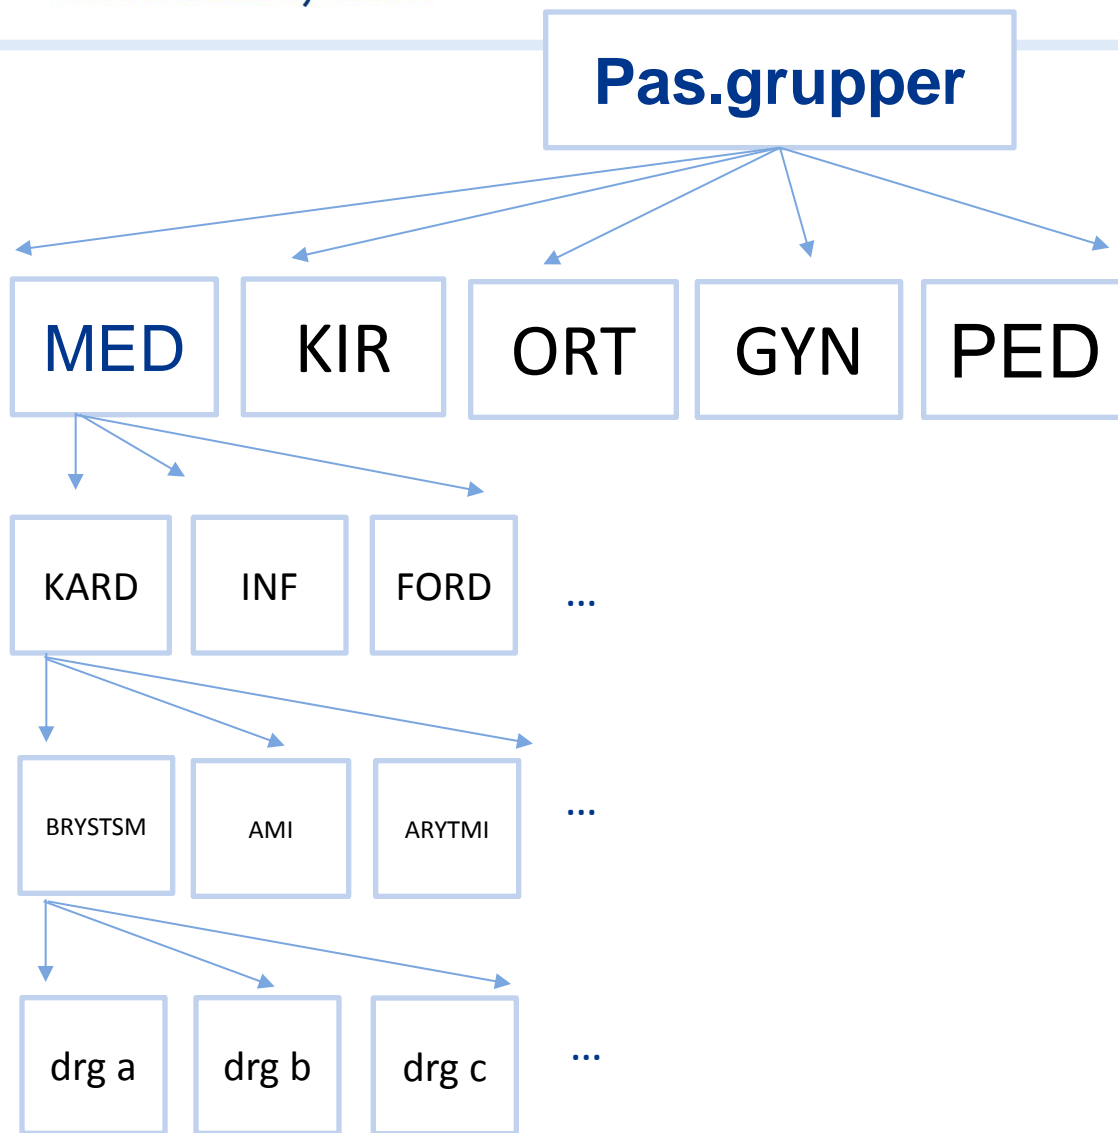 Pas.grupper
MED KIR ORT GYN PED
KARD INF FORD ...
BRYSTSM AMI ARYTMI ...
drg a drg b drg c ...